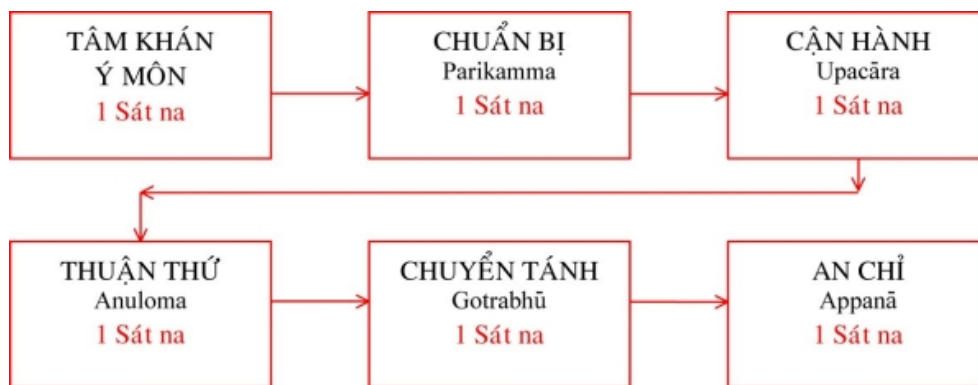 TÂM KHÁN
Ý MÔN
1 Sát na
CHUẨN BỊ
Parikamma
1 Sát na
CẬN HÀNH
Upacāra
1 Sát na
THUẬN THỨ
Anuloma
1 Sát na
CHUYỂN TÁNH
Gotrabhū
1 Sát na
AN CHỈ
Appanā
1 Sát na